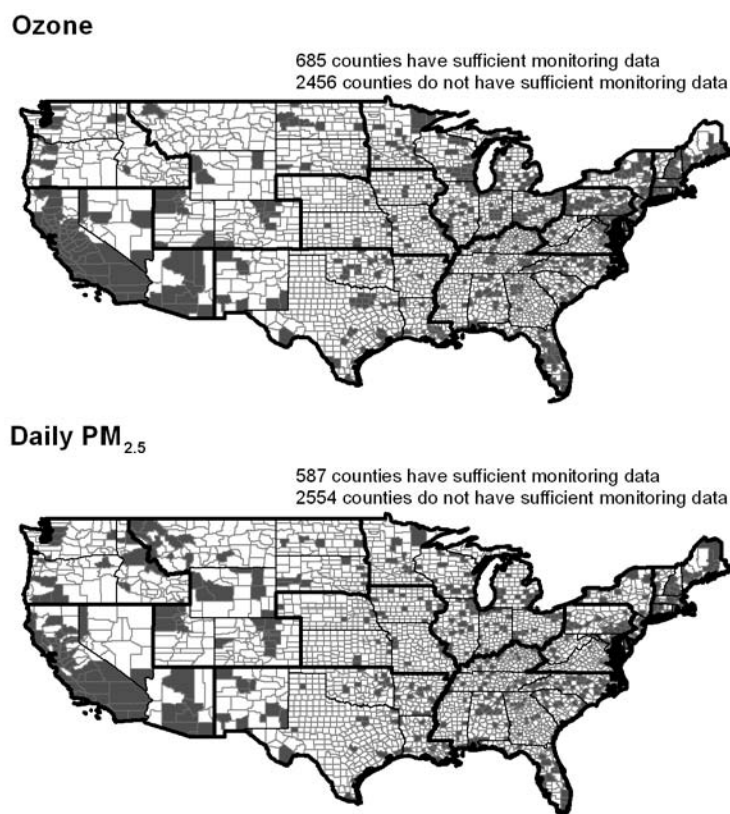 Ozone
685 counties have sufficient monitoring data
2456 counties do not have sufficient monitoring data
Daily PM2.5
587 counties have sufficient monitoring data
2554 counties do not have sufficient monitoring data